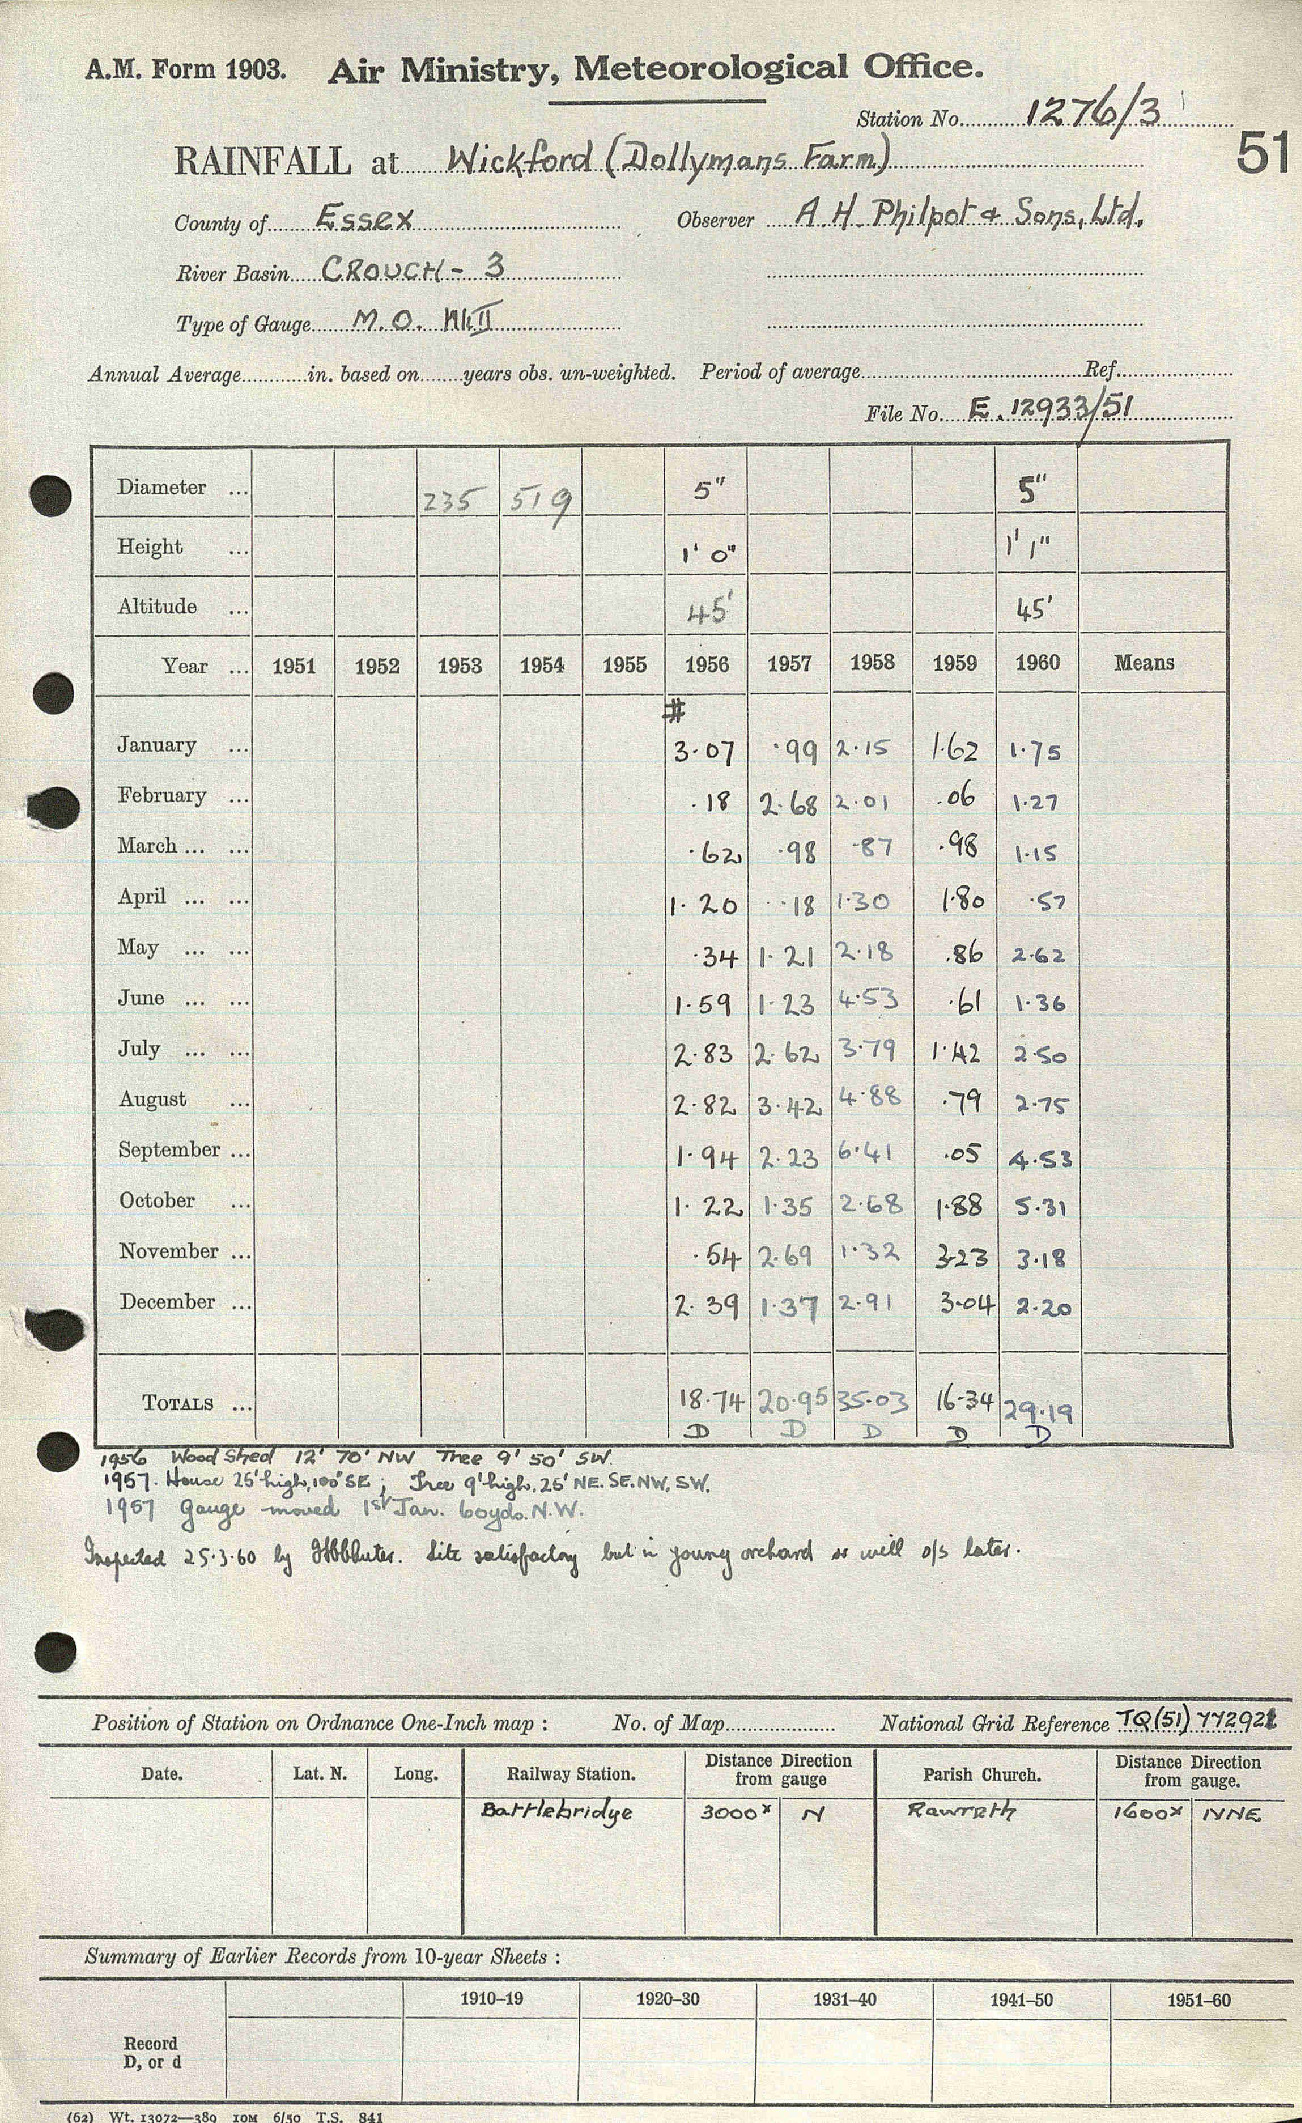 A.M. Form 1903. Air Ministry, Meteorological Office.
Station No. 1276/3
51
RAINFALL at Wickford (Dollymans Farm)
County of Essex Observer A.H. Philpot & Sons, Ltd.
River Basin CROUCH - 3
Type of Gauge M.O. MkII
Annual Average in. based on years obs. un-weighted. Period of average Ref.
File No. E. 12933/51
Diameter ... 235 519 5" 5"
Height ... 1' 0" 1' 1"
Altitude ... 45' 45'
Year ... 1951 1952 1953 1954 1955 1956 1957 1958 1959 1960 Means
#
January ... 3.07 .99 2.15 1.62 1.75
February ... .18 2.68 2.01 .06 1.27
March ... ... .62 .98 .87 .98 1.15
April ... ... 1.20 .18 1.30 1.80 .57
May ... ... .34 1.21 2.18 .86 2.62
June ... ... 1.59 1.23 4.53 .61 1.36
July ... ... 2.83 2.62 3.79 1.42 2.50
August ... 2.82 3.42 4.88 .79 2.75
September ... 1.94 2.23 6.41 .05 4.53
October ... 1.22 1.35 2.68 1.88 5.31
November ... .54 2.69 1.32 3.23 3.18
December ... 2.39 1.37 2.91 3.04 2.20
TOTALS ... 18.74 20.95 35.03 16.34 29.19
D D D D D
1956 Wood Shed 12' 70' NW Tree 9' 50' SW.
1957. House 25' high, 100' SE; Tree 9' high, 25' NE. SE. NW, SW.
1957 Gauge moved 1st Jan. 60yds. N.W.
Inspected 25.3.60 by Site satisfactory but in young orchard so will o/s later.
Position of Station on Ordnance One-Inch map : No. of Map National Grid Reference TQ(51) 772921
Date. Lat. N. Long. Railway Station. Distance Direction from gauge Parish Church. Distance Direction from gauge.
Battlebridge 3000x N Rawreth 1600x NNE
Summary of Earlier Records from 10-year Sheets :
1910–19 1920–30 1931–40 1941–50 1951–60
Record
D, or d
(62) Wt. 13072—389 10M 6/50 T.S. 841